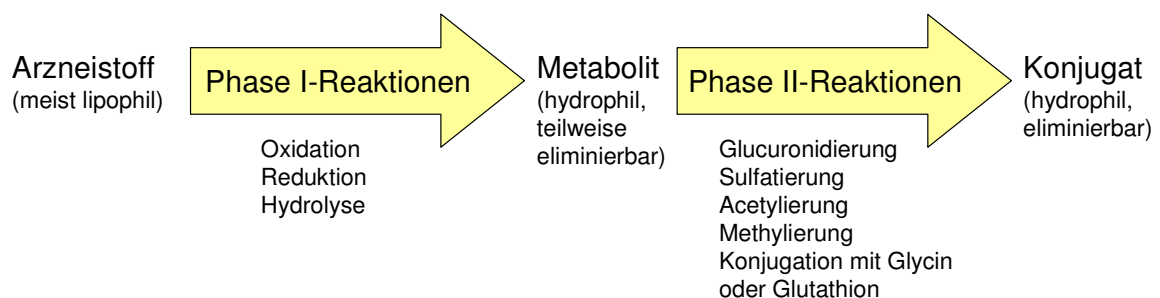 Arzneistoff
(meist lipophil)
Phase I-Reaktionen
Oxidation
Reduktion
Hydrolyse
Metabolit
(hydrophil,
teilweise
eliminierbar)
Phase II-Reaktionen
Glucuronidierung
Sulfatierung
Acetylierung
Methylierung
Konjugation mit Glycin
oder Glutathion
Konjugat
(hydrophil,
eliminierbar)